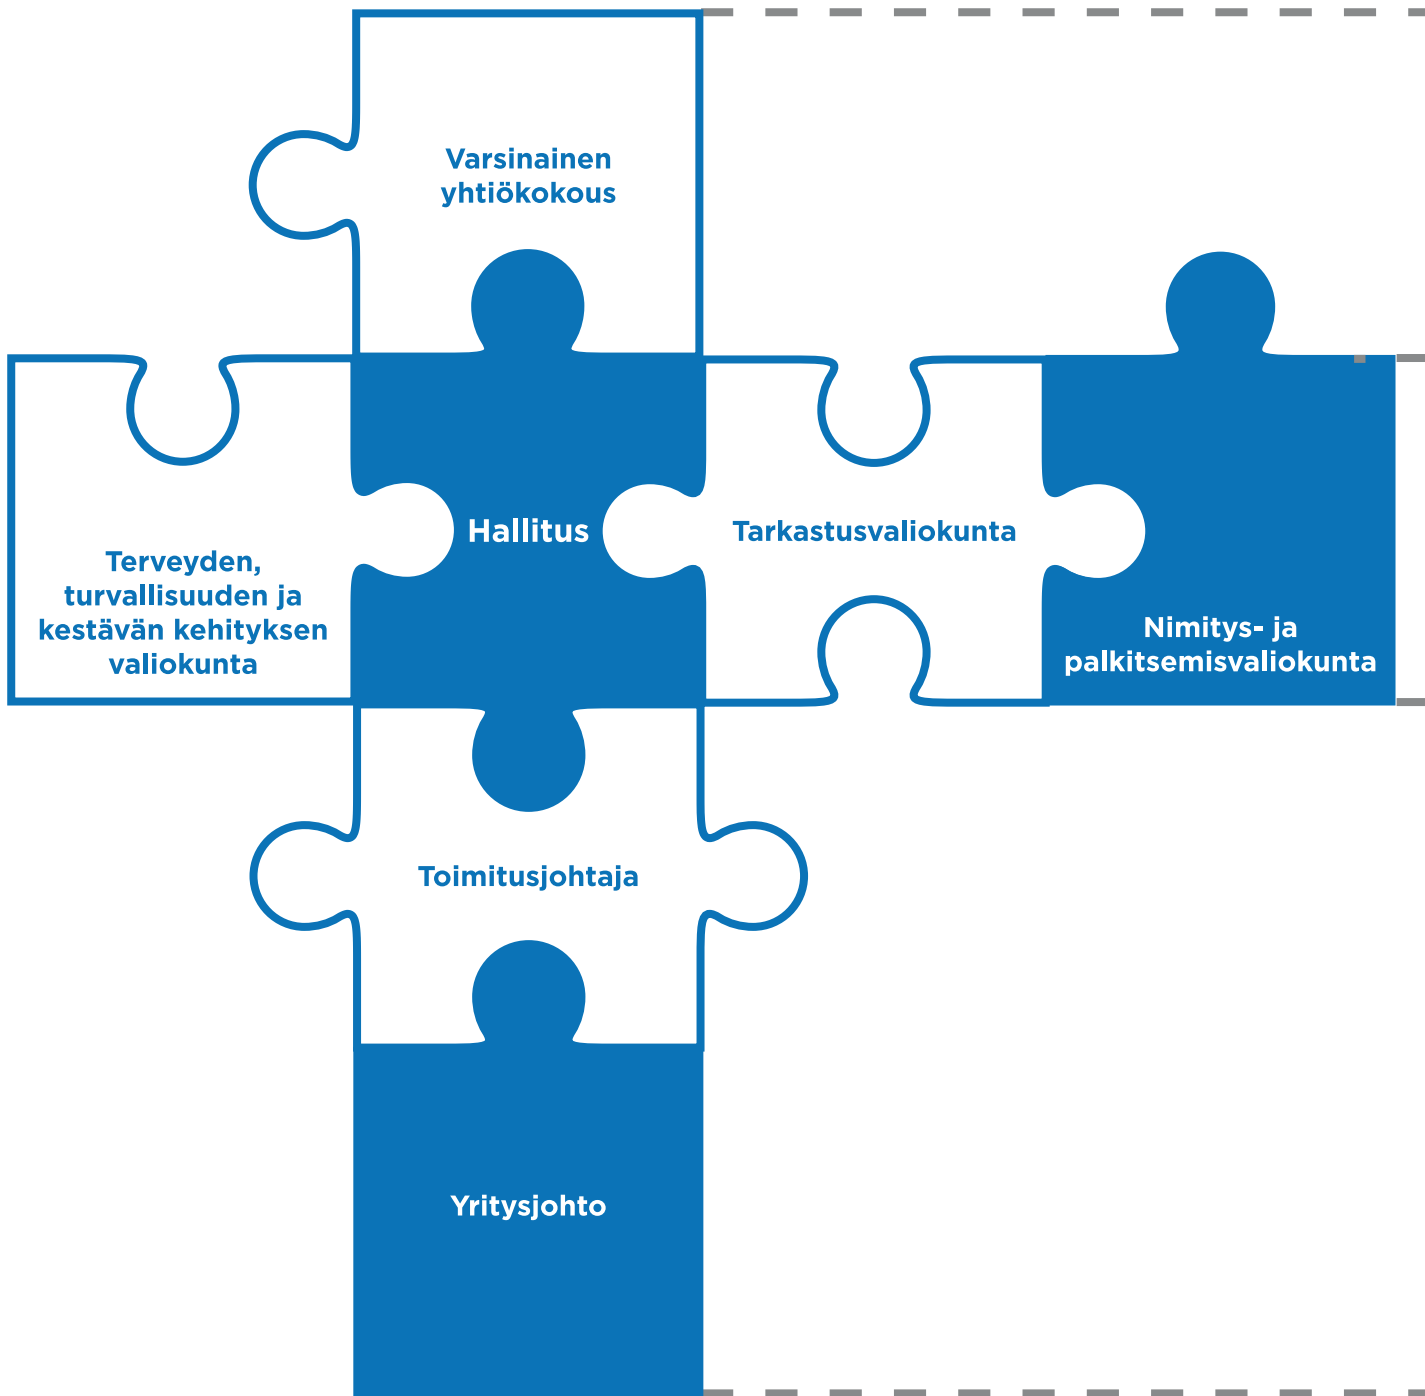 Varsinainen
yhtiökokous
Terveyden,
turvallisuuden ja
kestävän kehityksen
valiokunta
Hallitus
Tarkastusvaliokunta
Nimitys- ja
palkitsemisvaliokunta
Toimitusjohtaja
Yritysjohto